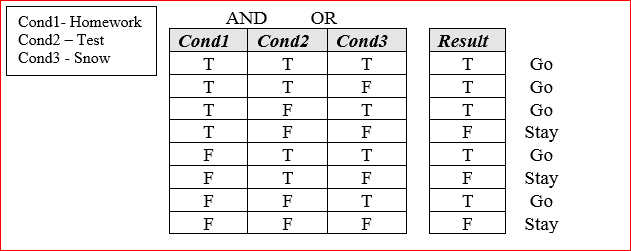 Cond1- Homework
Cond2 – Test
Cond3 - Snow
AND OR
Cond1 Cond2 Cond3 Result
T T T T Go
T T F T Go
T F T T Go
T F F F Stay
F T T T Go
F T F F Stay
F F T T Go
F F F F Stay